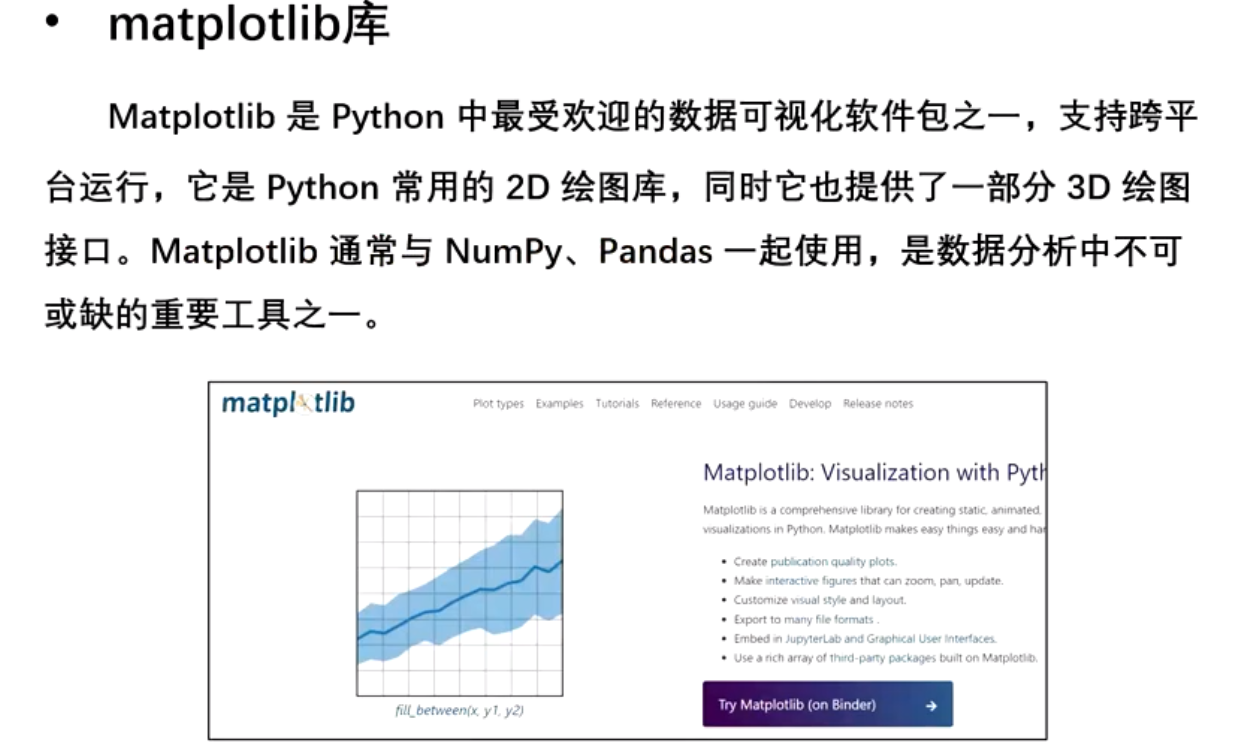 • matplotlib库
Matplotlib 是 Python 中最受欢迎的数据可视化软件包之一，支持跨平
台运行，它是 Python 常用的 2D 绘图库，同时它也提供了一部分 3D 绘图
接口。Matplotlib 通常与 NumPy、Pandas 一起使用，是数据分析中不可
或缺的重要工具之一。
matplotlib
Plot types Examples Tutorials Reference Usage guide Develop Release notes
Matplotlib: Visualization with Pyth
Matplotlib is a comprehensive library for creating static, animated,
visualizations in Python. Matplotlib makes easy things easy and har
• Create publication quality plots.
• Make interactive figures that can zoom, pan, update.
• Customize visual style and layout.
• Export to many file formats .
• Embed in JupyterLab and Graphical User Interfaces.
• Use a rich array of third-party packages built on Matplotlib.
Try Matplotlib (on Binder) →
fill_between(x, y1, y2)